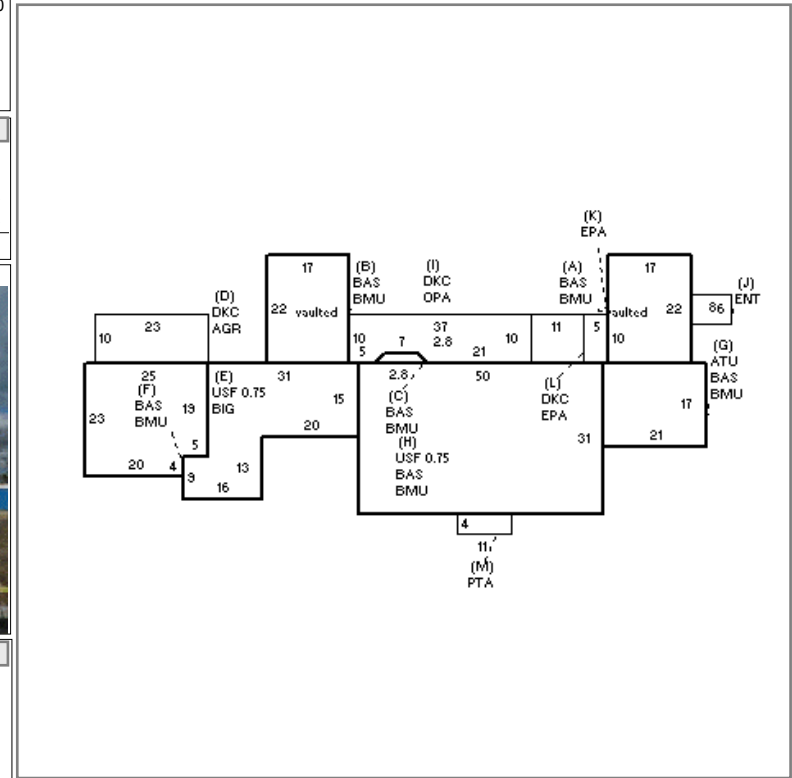 (K)
EPA
17
(B)
BAS
BMU
(I)
DKC
OPA
(A)
BAS
BMU
17
(J)
ENT
(D)
DKC
AGR
22 vaulted
vaulted 22
86
10
23
10
37
2.8
10
11
5
10
5
7
21
(G)
ATU
BAS
BMU
25
(F)
BAS
BMU
(E)
USF 0.75
BIG
31
2.8
50
(L)
DKC
EPA
23
19
15
(C)
BAS
BMU
17
20
5
(H)
USF 0.75
BAS
BMU
31
21
20
4
9
13
16
4
11
(M)
PTA